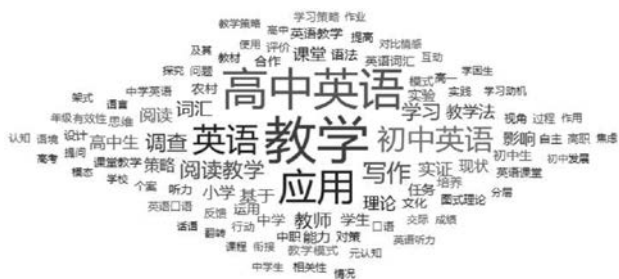 教学策略 高中 学习策略 作业
及其 使用 英语教学 提高 对比情感
教材 评价 课堂 语法 互动
探究 问题 合作 英语词汇 学困生
高中英语 模式 高一
架式 语言 农村 实验 实践 学习动机
中学英语 词汇 学习 教学法 视角 过程 作用
年级有效性 思维 阅读
认知 语境 设计 高中生 调查 英语 教学 初中英语 影响 自主 高职 焦虑
高考 提问 课堂教学 策略 阅读教学 应用 写作 实证 现状 初中生 初中发展
模态 学校 个案 听力 小学 基于 任务 培养 英语课堂
英语口语 反馈 运用 理论 文化 图式理论 分层
话语 翻转 行动 中学 教师 学生 口语 交际 成绩
课程 衔接 中职 能力 对策 英语听力
教学模式 元认知
中学生 相关性 情况